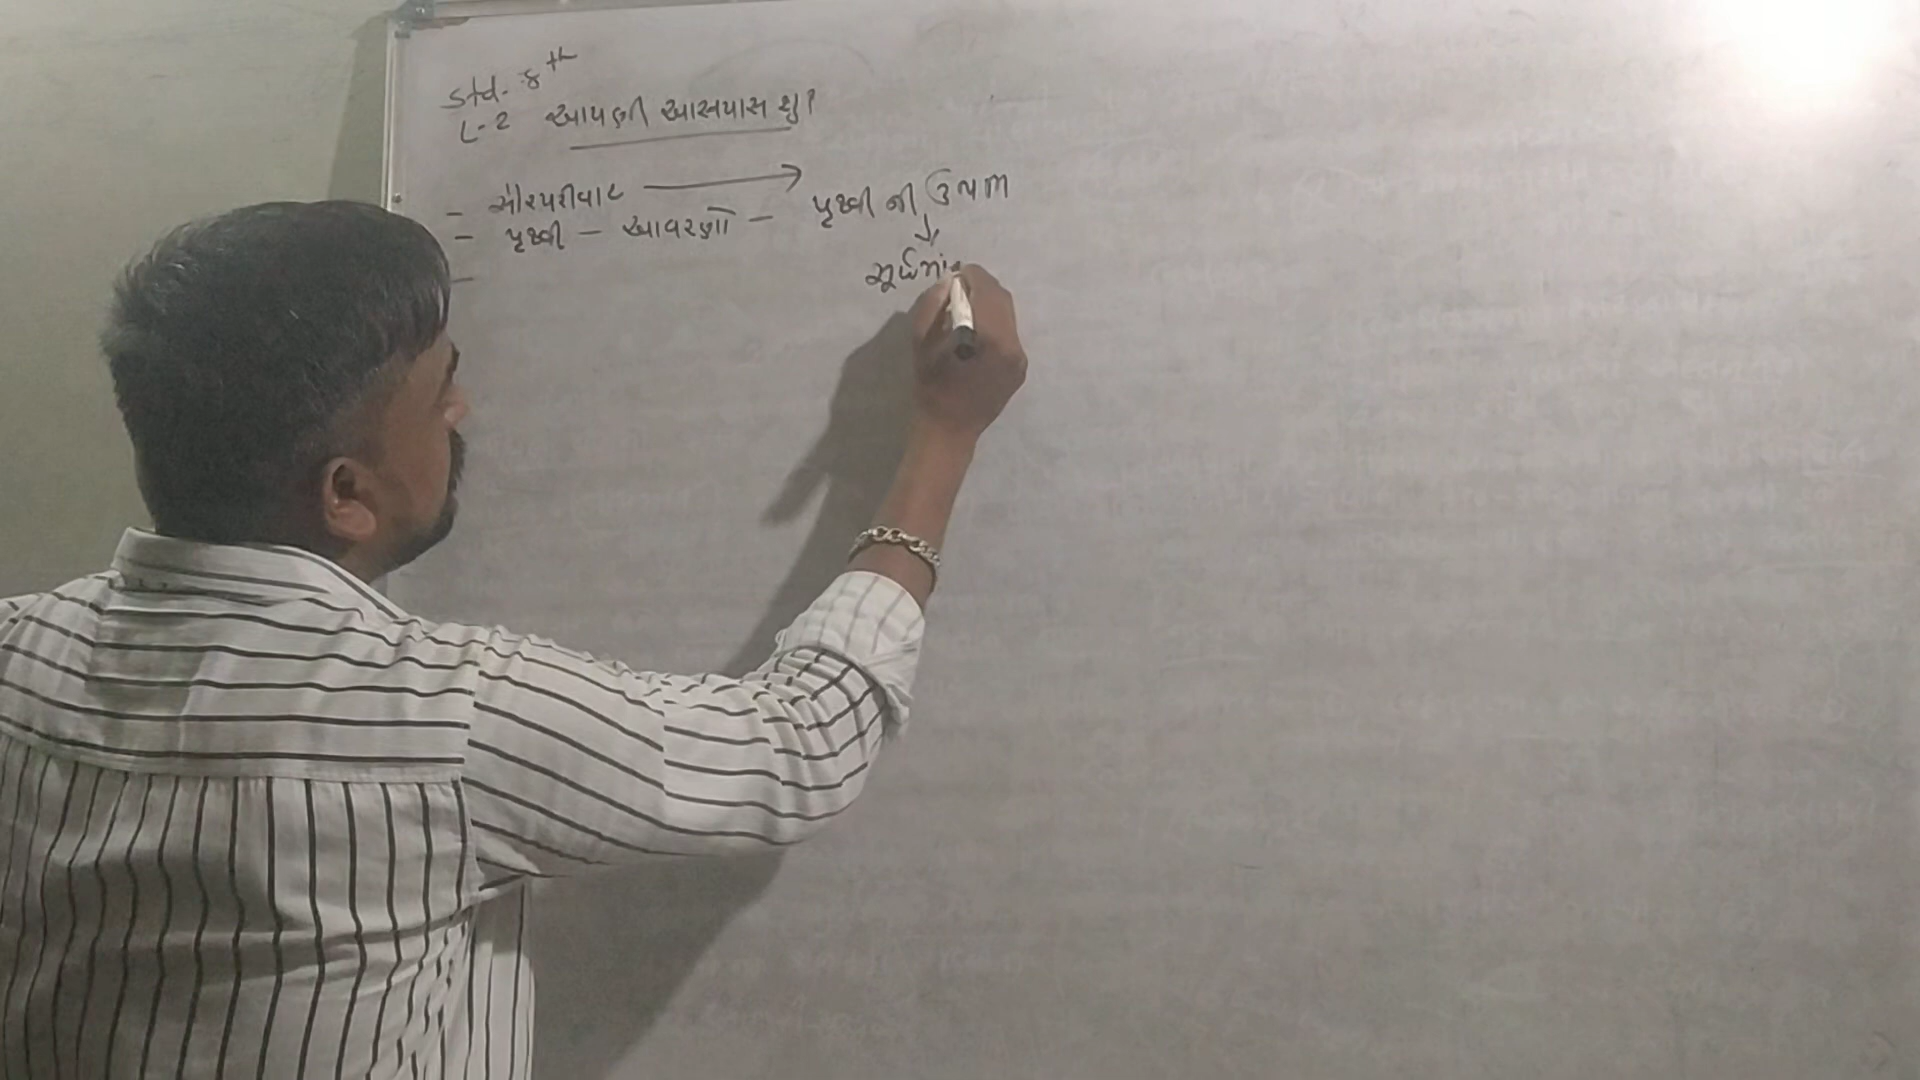 Std. 8th
L-2 આપણી આસપાસ શું?
- સૌરપરીવાર ⟶ પૃથ્વી ની ઉત્પત્તિ
- પૃથ્વી - આવરણો -
↓
સૂર્યમાં
-